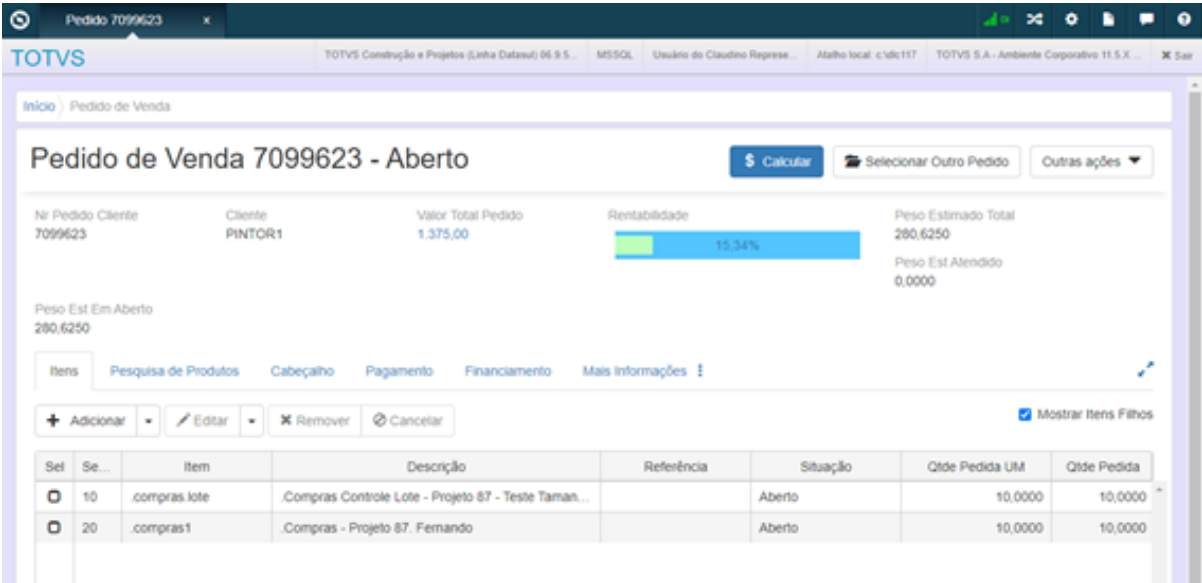 Pedido 7099623 x
TOTVS
TOTVS Construção e Projetos (Linha Datasul) 06.9.5... MSSQL Usuário do Claudino Represe... Atalho local: c:\dlc117 TOTVS S.A - Ambiente Corporativo 11.5.X ... Sair
Início Pedido de Venda
Pedido de Venda 7099623 - Aberto
$ Calcular Selecionar Outro Pedido Outras ações
Nr Pedido Cliente Cliente Valor Total Pedido Rentabilidade Peso Estimado Total
7099623 PINTOR1 1.375,00 15,34% 280,6250
Peso Est Atendido
0,0000
Peso Est Em Aberto
280,6250
Itens Pesquisa de Produtos Cabeçalho Pagamento Financiamento Mais Informações
Adicionar Editar Remover Cancelar Mostrar Itens Filhos
Sel Se... Item Descrição Referência Situação Qtde Pedida UM Qtde Pedida
10 .compras.lote .Compras Controle Lote - Projeto 87 - Teste Taman... Aberto 10,0000 10,0000
20 .compras1 .Compras - Projeto 87. Fernando Aberto 10,0000 10,0000